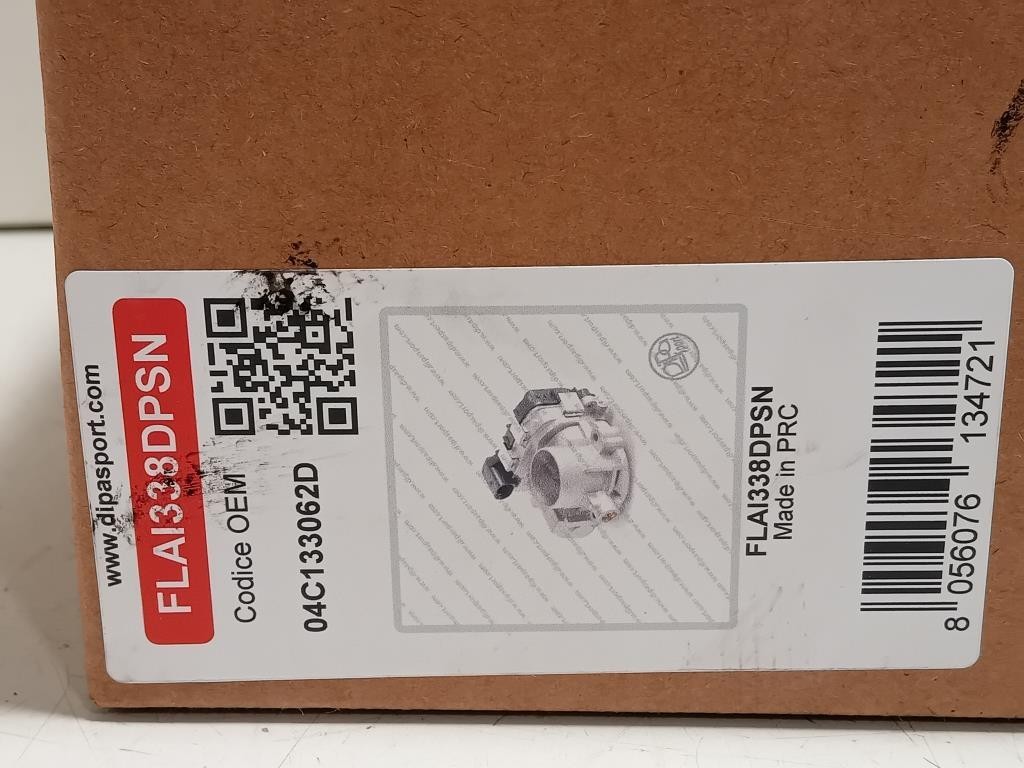 www.dipasport.com
FLAI338DPSN
Codice OEM
04C133062D
FLAI338DPSN
Made in PRC
8 056076 134721